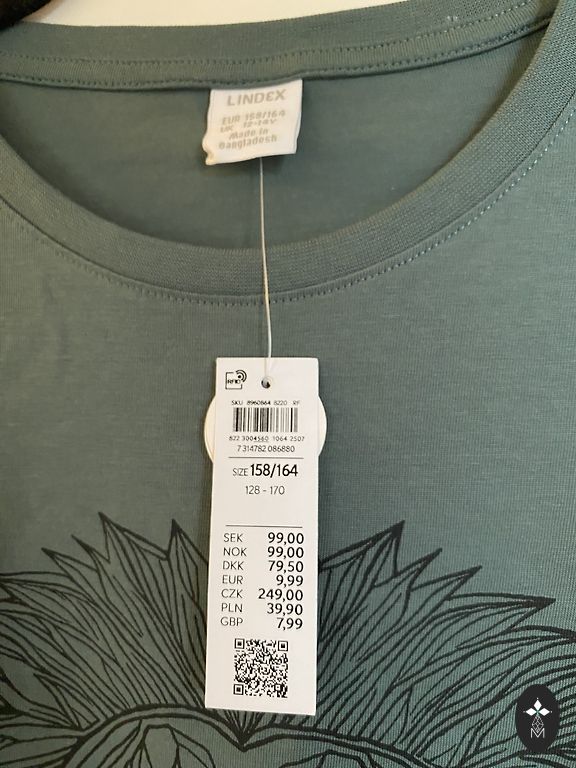 LINDEX
EUR 158/164
UK 12-14Y
Made in
Bangladesh
RFID
SKU 8960864 8220 RF
822 3004560 1064 2507
7 314782 086880
SIZE 158/164
128 - 170
SEK 99,00
NOK 99,00
DKK 79,50
EUR 9,99
CZK 249,00
PLN 39,90
GBP 7,99
M